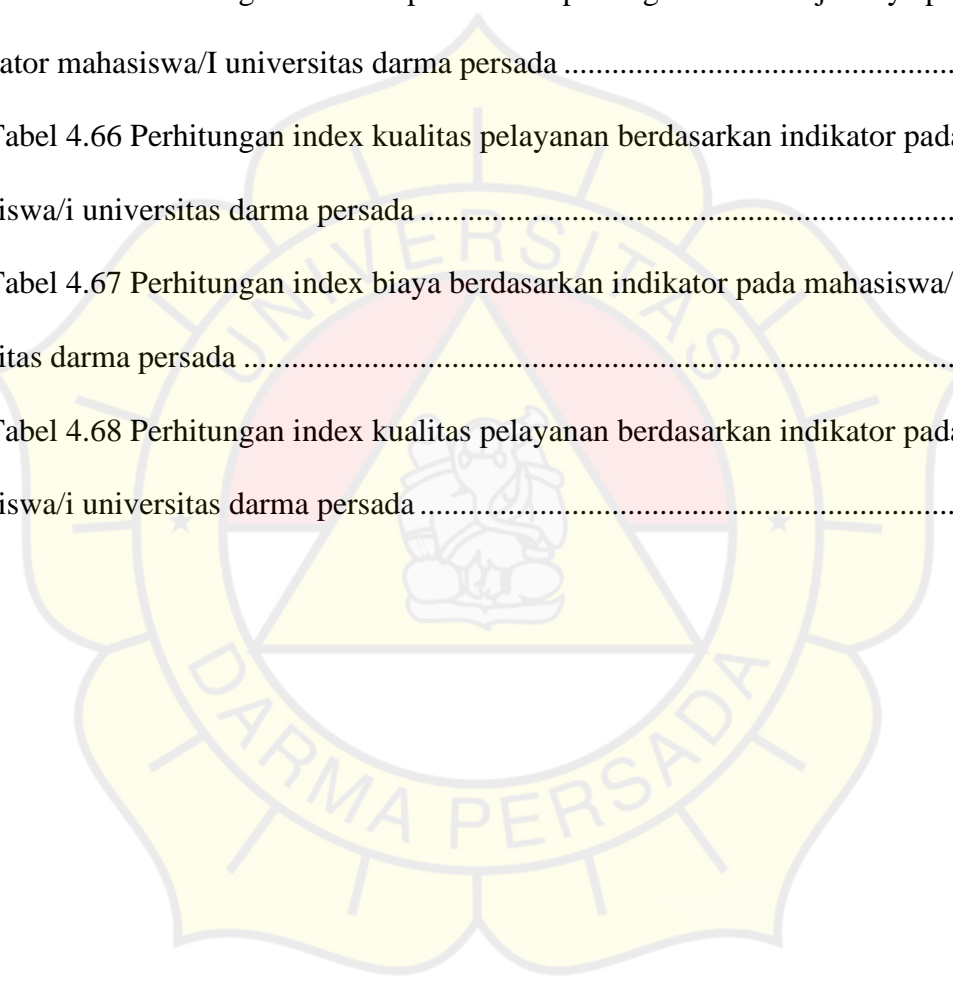 ator mahasiswa/I universitas darma persada ................................................
Tabel 4.66 Perhitungan index kualitas pelayanan berdasarkan indikator pada
iswa/i universitas darma persada ..................................................................
Tabel 4.67 Perhitungan index biaya berdasarkan indikator pada mahasiswa/
itas darma persada ........................................................................................
Tabel 4.68 Perhitungan index kualitas pelayanan berdasarkan indikator pada
iswa/i universitas darma persada ..................................................................
UNIVERSITAS
DARMA PERSADA